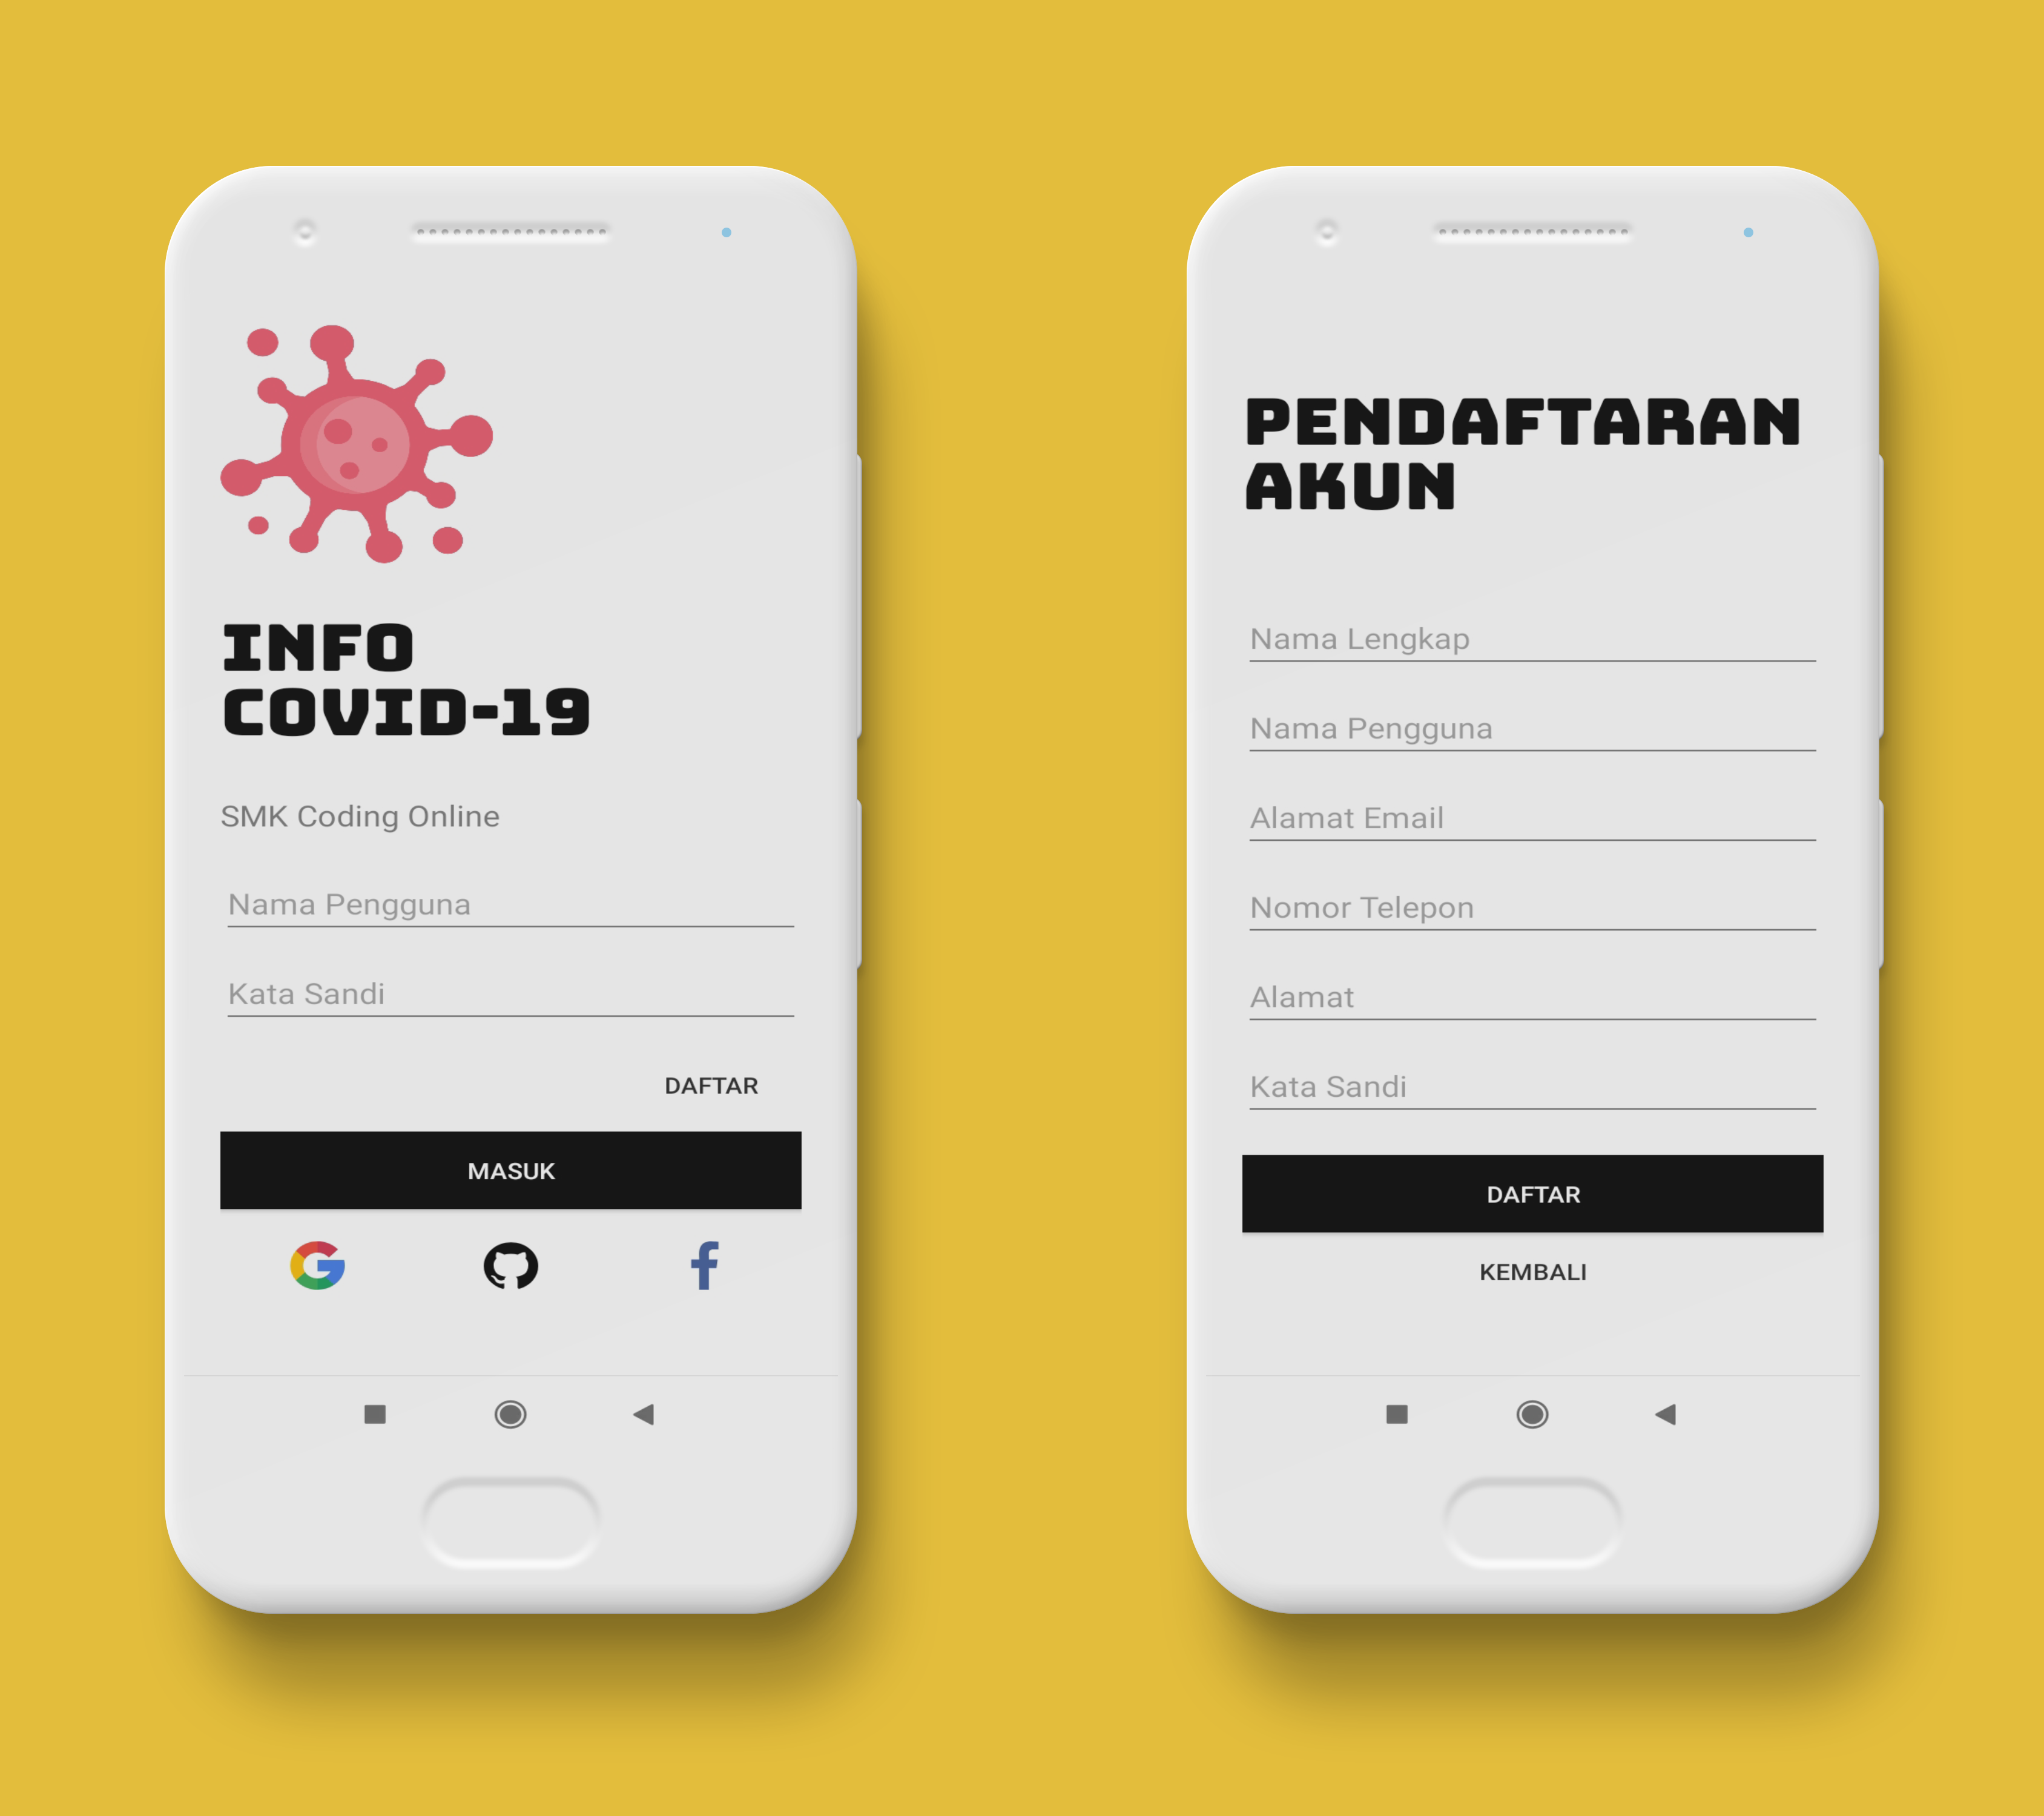 INFO
COVID-19
SMK Coding Online
Nama Pengguna
Kata Sandi
DAFTAR
MASUK
PENDAFTARAN
AKUN
Nama Lengkap
Nama Pengguna
Alamat Email
Nomor Telepon
Alamat
Kata Sandi
DAFTAR
KEMBALI